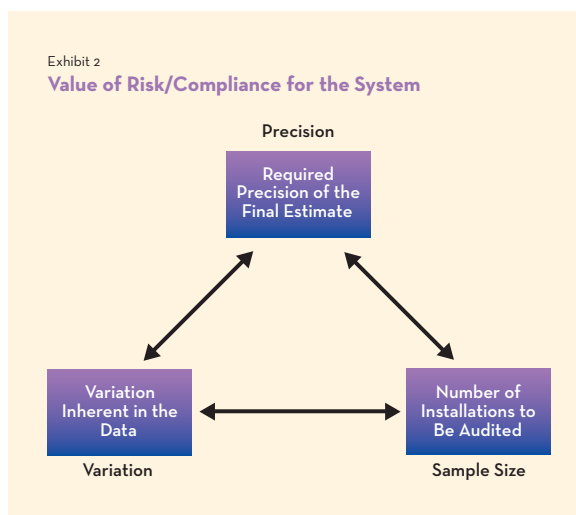 Exhibit 2
Value of Risk/Compliance for the System
Precision
Required
Precision of the
Final Estimate
Variation
Inherent in the
Data
Variation
Number of
Installations to
Be Audited
Sample Size